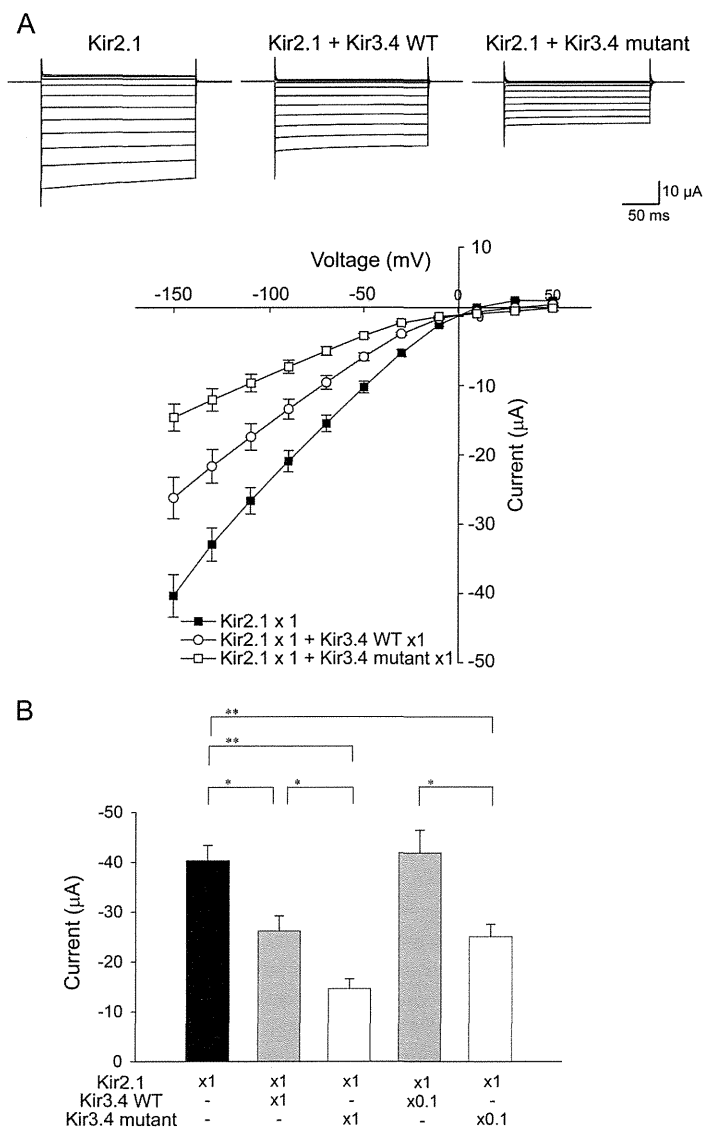 A
Kir2.1
Kir2.1 + Kir3.4 WT
Kir2.1 + Kir3.4 mutant
10 μA
50 ms
Voltage (mV)
10
-150
-100
-50
0
50
-10
-20
-30
-40
-50
Current (μA)
Kir2.1 x 1
Kir2.1 x 1 + Kir3.4 WT x1
Kir2.1 x 1 + Kir3.4 mutant x1
B
**
**
* * *
-50
-40
-30
-20
-10
0
Current (μA)
Kir2.1 x1 x1 x1 x1 x1
Kir3.4 WT - x1 - x0.1 -
Kir3.4 mutant - - x1 - x0.1